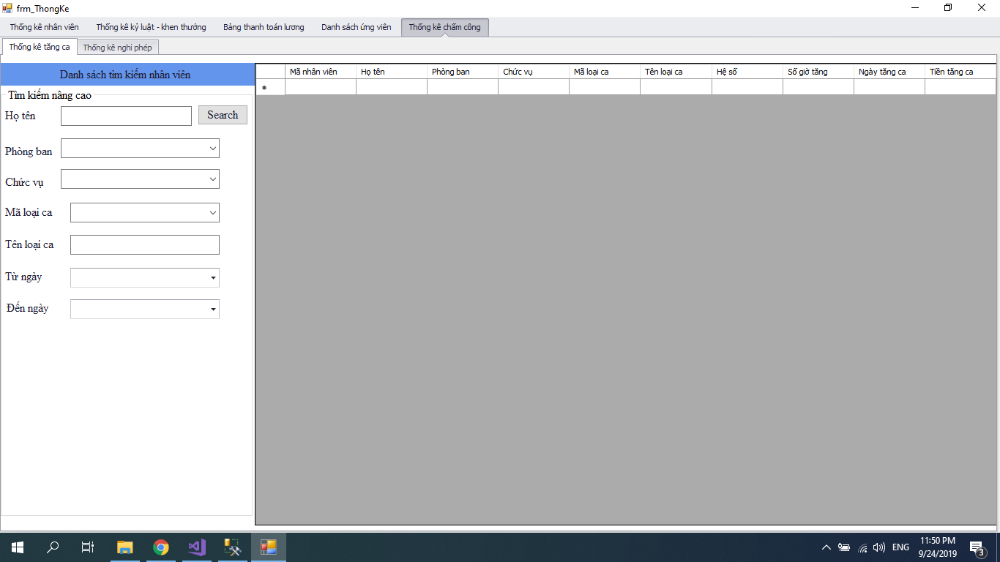 frm_ThongKe
Thống kê nhân viên Thống kê kỷ luật - khen thưởng Bảng thanh toán lương Danh sách ứng viên Thống kê chấm công
Thống kê tăng ca Thống kê nghỉ phép
Danh sách tìm kiếm nhân viên
Mã nhân viên Họ tên Phòng ban Chức vụ Mã loại ca Tên loại ca Hệ số Số giờ tăng Ngày tăng ca Tiền tăng ca
Tìm kiếm nâng cao
Họ tên Search
Phòng ban
Chức vụ
Mã loại ca
Tên loại ca
Từ ngày
Đến ngày
ENG
11:50 PM
9/24/2019
3